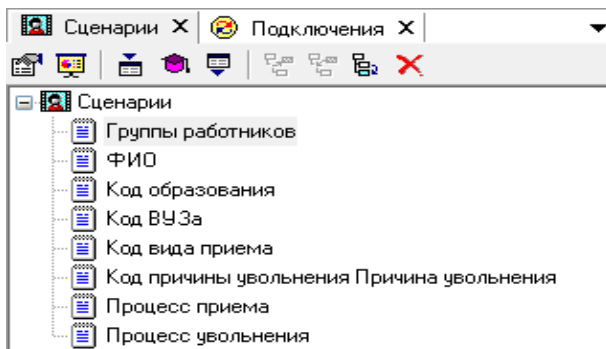 Сценарии Подключения
Сценарии
Группы работников
ФИО
Код образования
Код ВУЗа
Код вида приема
Код причины увольнения Причина увольнения
Процесс приема
Процесс увольнения